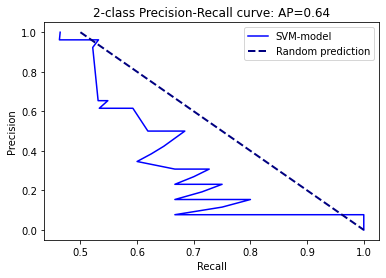 2-class Precision-Recall curve: AP=0.64
SVM-model
Random prediction
Precision
1.0
0.8
0.6
0.4
0.2
0.0
0.5
0.6
0.7
0.8
0.9
1.0
Recall